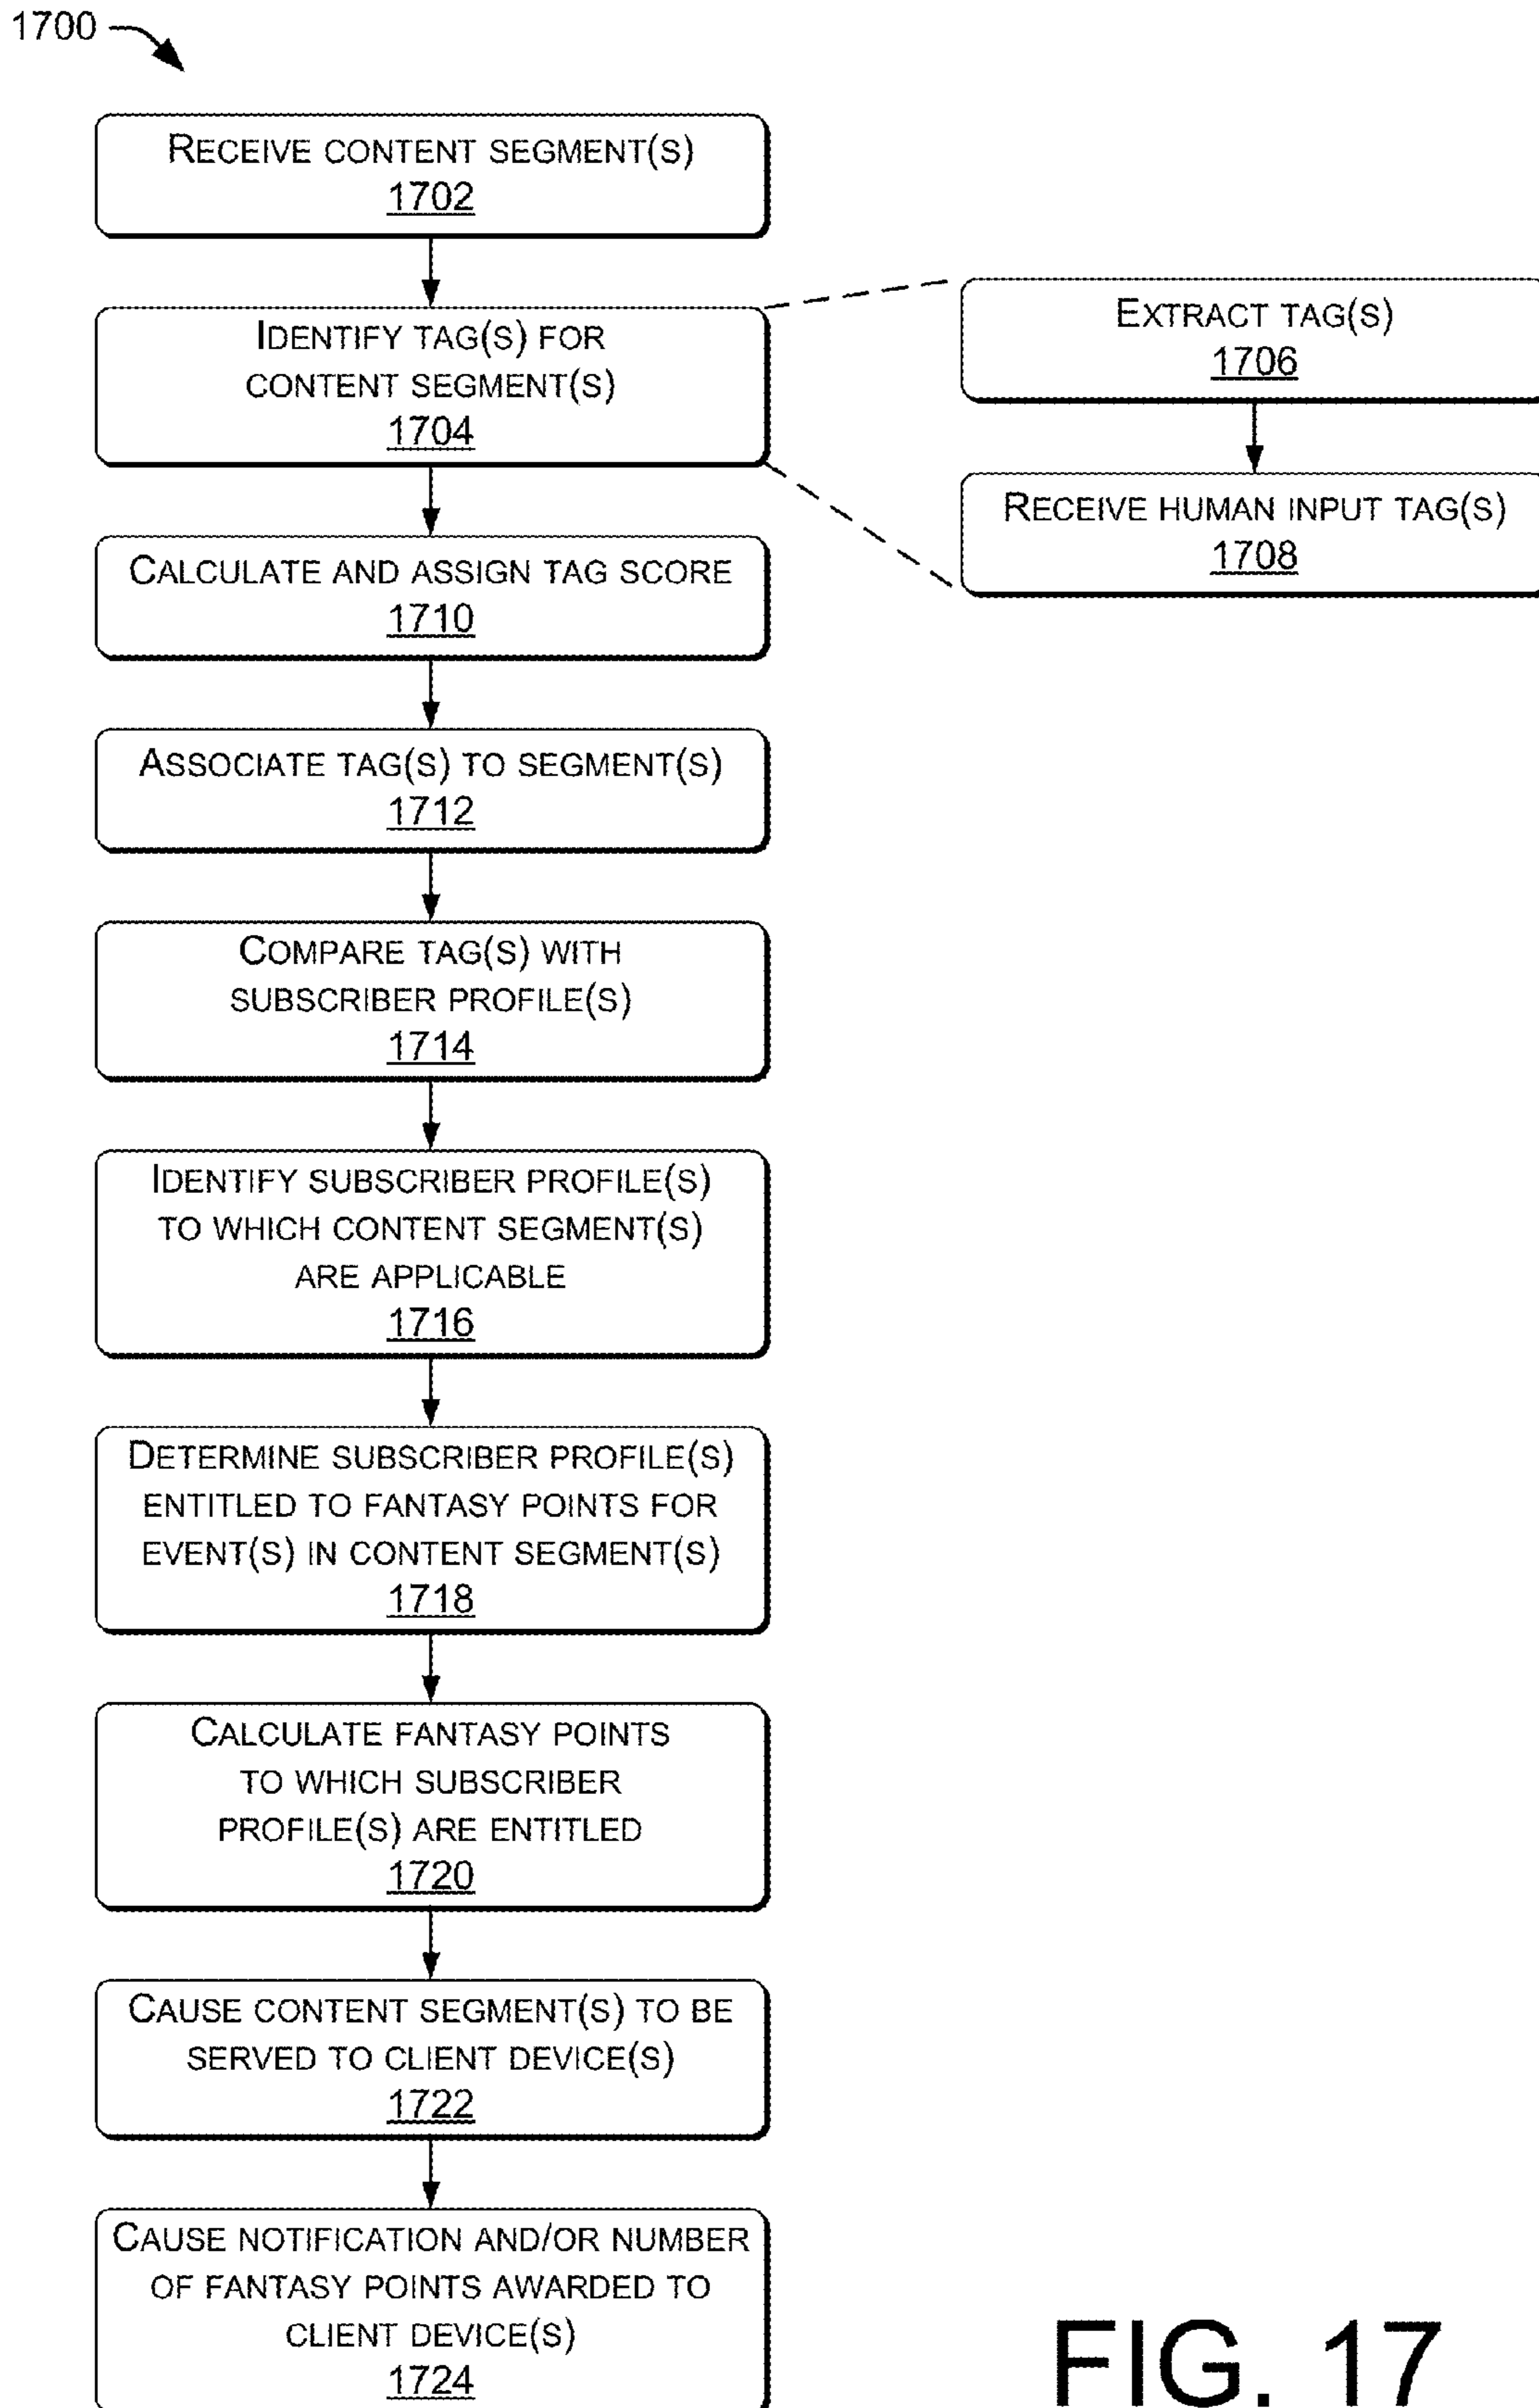 1700
RECEIVE CONTENT SEGMENT(S)
1702
IDENTIFY TAG(S) FOR
CONTENT SEGMENT(S)
1704
EXTRACT TAG(S)
1706
RECEIVE HUMAN INPUT TAG(S)
1708
CALCULATE AND ASSIGN TAG SCORE
1710
ASSOCIATE TAG(S) TO SEGMENT(S)
1712
COMPARE TAG(S) WITH
SUBSCRIBER PROFILE(S)
1714
IDENTIFY SUBSCRIBER PROFILE(S)
TO WHICH CONTENT SEGMENT(S)
ARE APPLICABLE
1716
DETERMINE SUBSCRIBER PROFILE(S)
ENTITLED TO FANTASY POINTS FOR
EVENT(S) IN CONTENT SEGMENT(S)
1718
CALCULATE FANTASY POINTS
TO WHICH SUBSCRIBER
PROFILE(S) ARE ENTITLED
1720
CAUSE CONTENT SEGMENT(S) TO BE
SERVED TO CLIENT DEVICE(S)
1722
CAUSE NOTIFICATION AND/OR NUMBER
OF FANTASY POINTS AWARDED TO
CLIENT DEVICE(S)
1724
FIG. 17